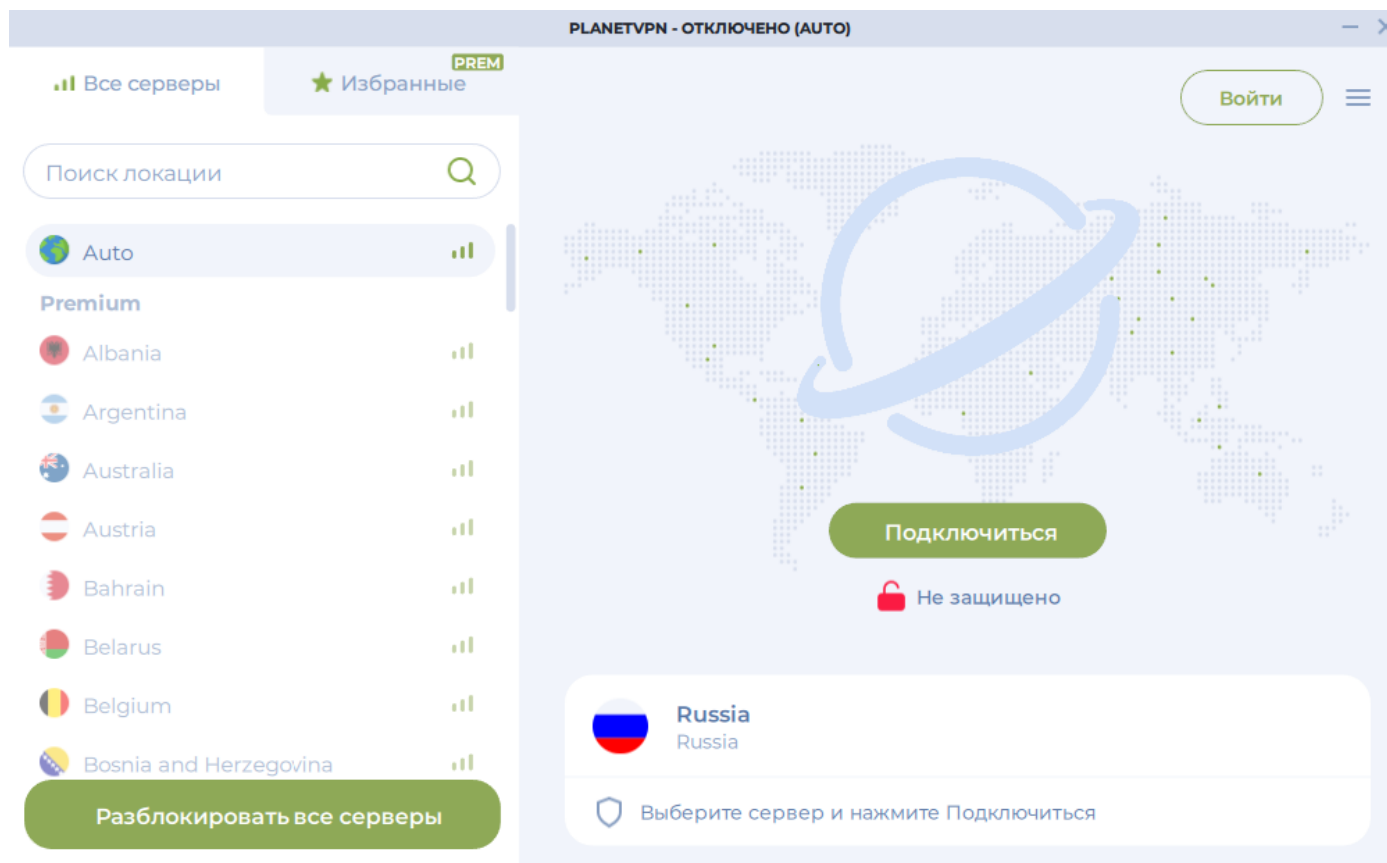 PLANETVPN - ОТКЛЮЧЕНО (AUTO)
Все серверы
Избранные
PREM
Войти
Поиск локации
Auto
Premium
Albania
Argentina
Australia
Austria
Bahrain
Belarus
Belgium
Bosnia and Herzegovina
Разблокировать все серверы
Подключиться
Не защищено
Russia
Russia
Выберите сервер и нажмите Подключиться